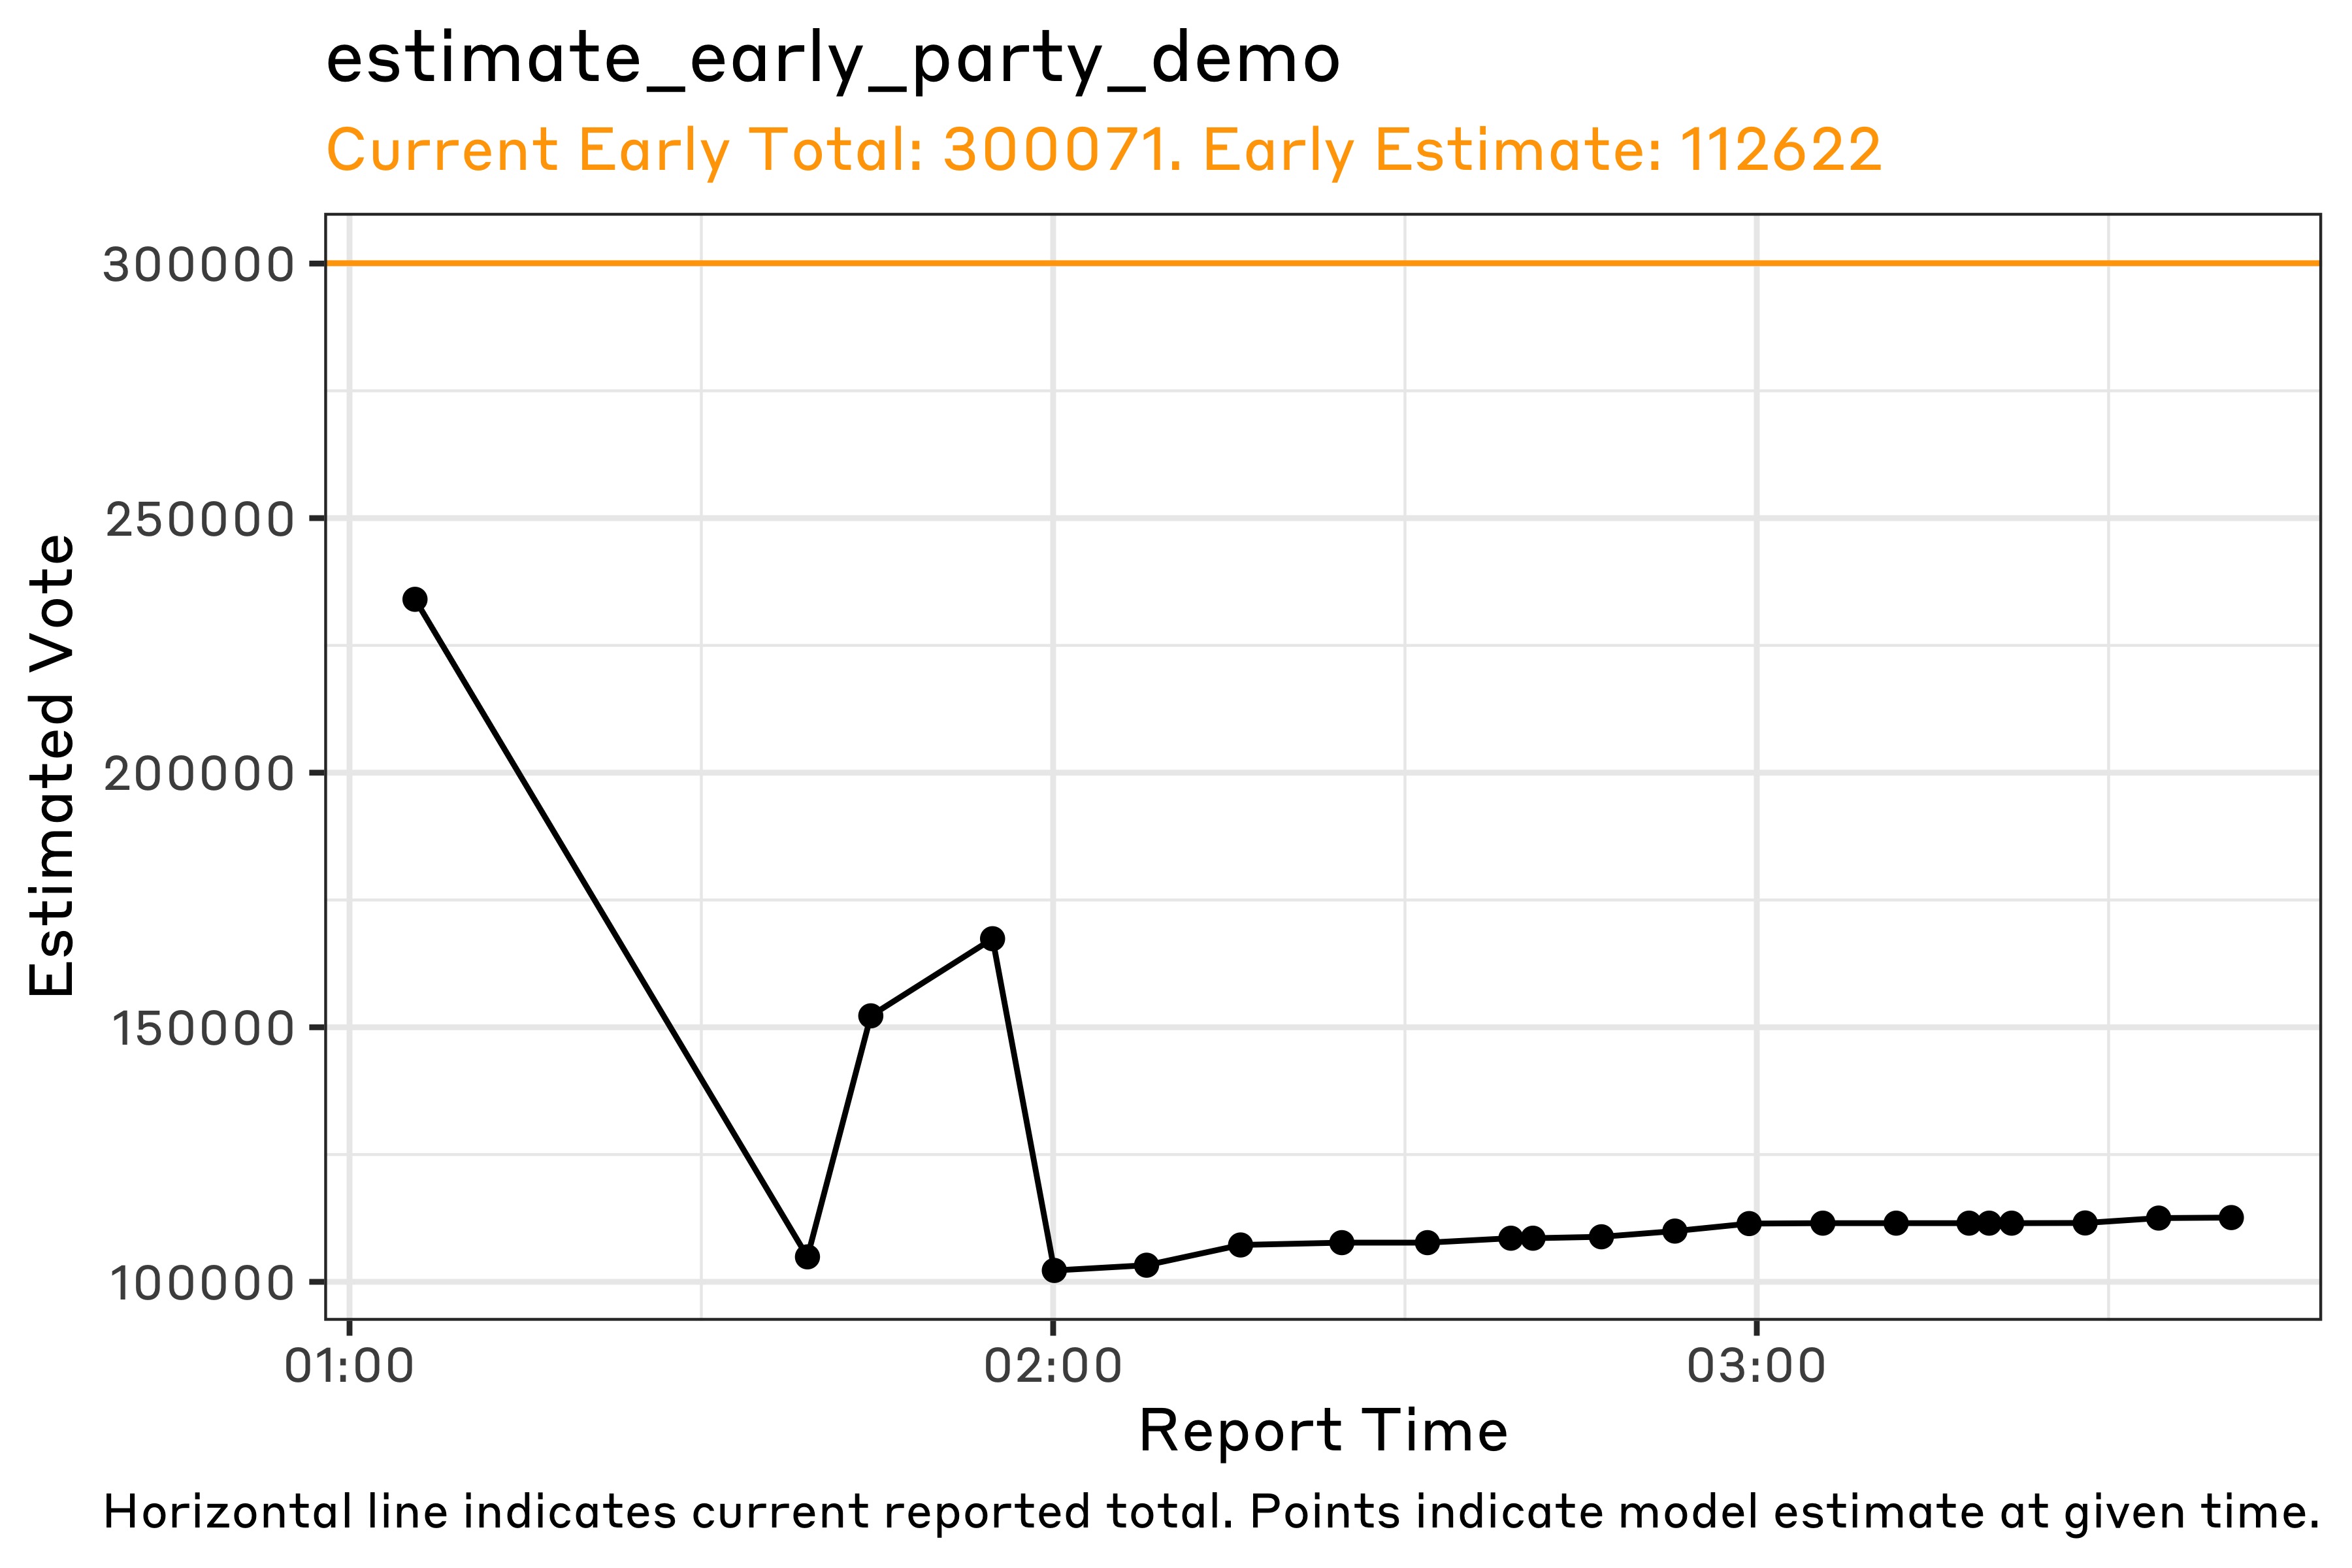 estimate_early_party_demo
Current Early Total: 300071. Early Estimate: 112622
Estimated Vote
300000
250000
200000
150000
100000
01:00 02:00 03:00
Report Time
Horizontal line indicates current reported total. Points indicate model estimate at given time.